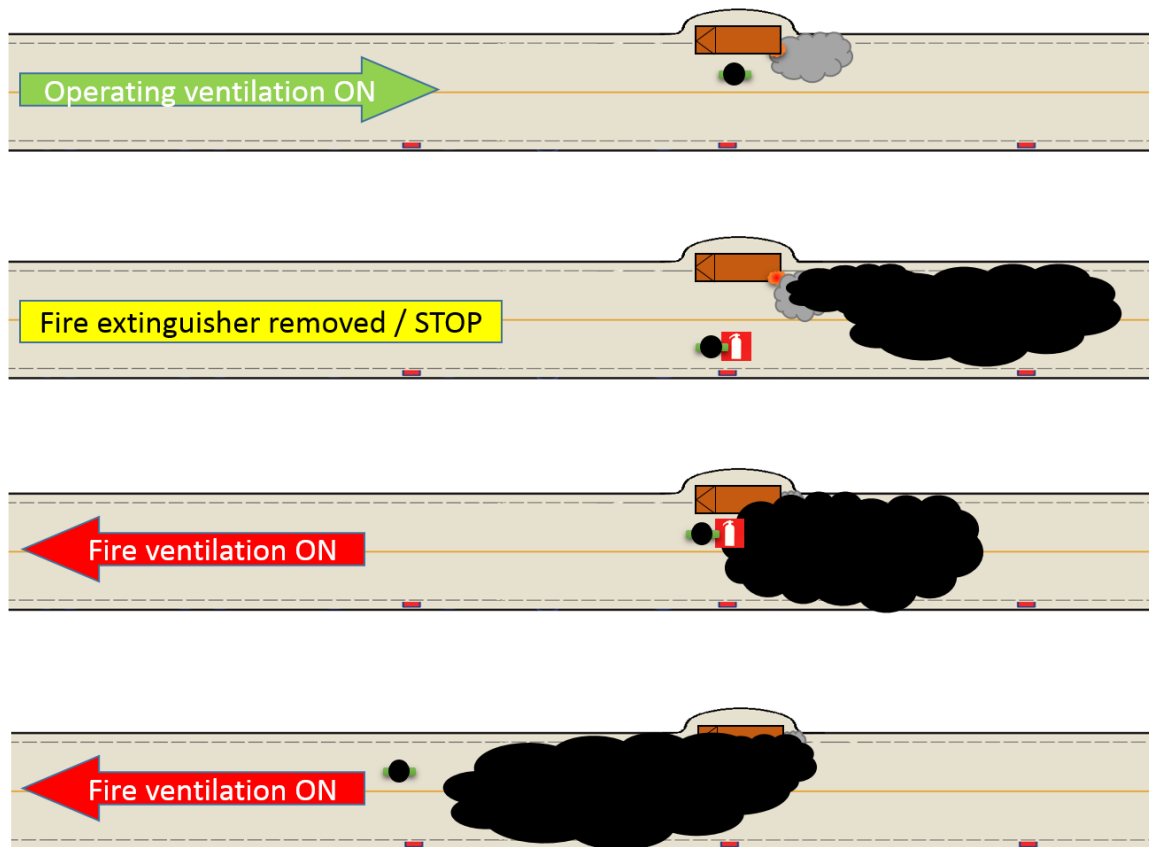 Operating ventilation ON
Fire extinguisher removed / STOP
Fire ventilation ON
Fire ventilation ON